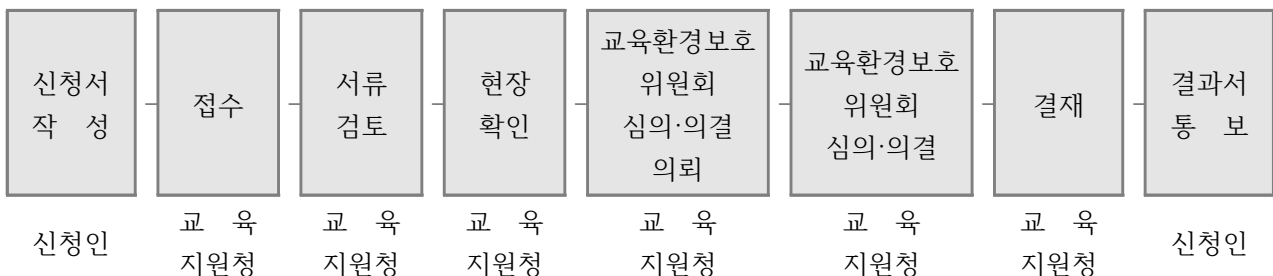 신청서
작 성
접수
서류
검토
현장
확인
교육환경보호
위원회
심의·의결
의뢰
교육환경보호
위원회
심의·의결
결재
결과서
통 보
신청인
교 육
지원청
교 육
지원청
교 육
지원청
교 육
지원청
교 육
지원청
교 육
지원청
신청인